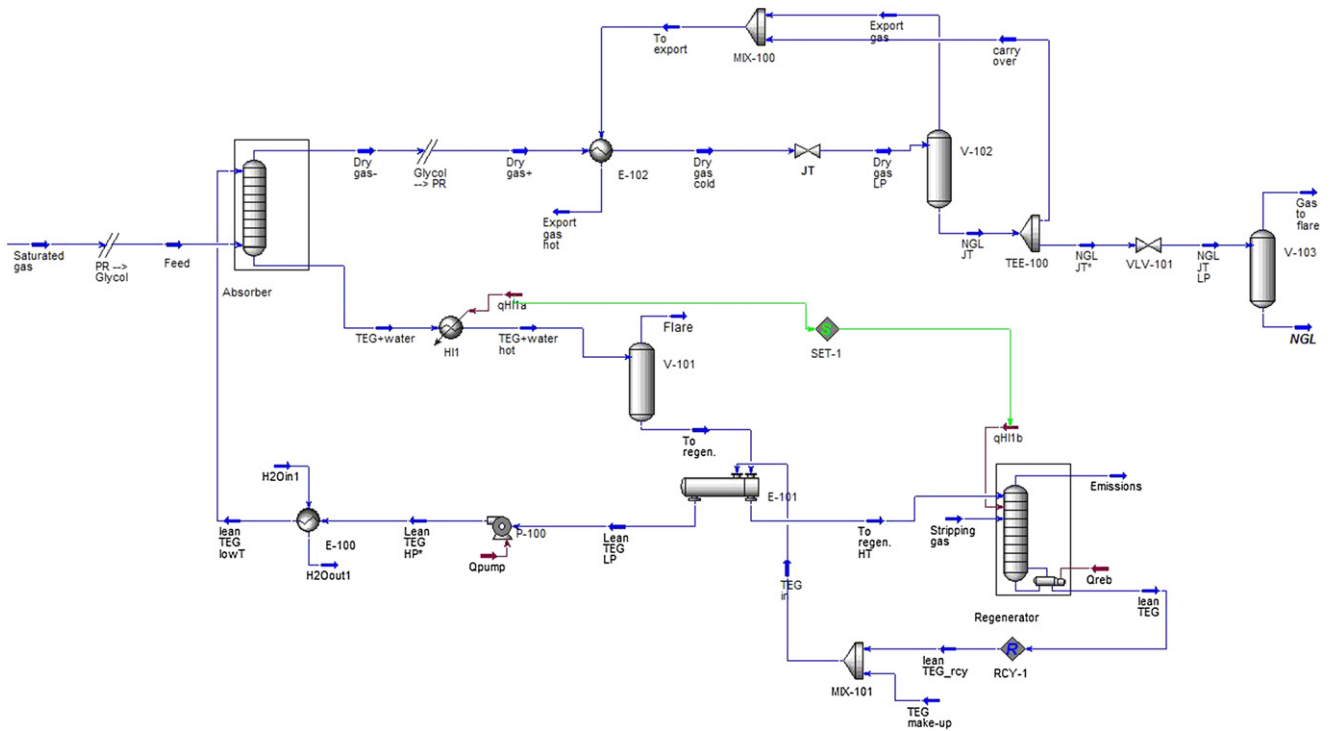 To
export
MIX-100
Export
gas
carry
over
Dry
gas-
Glycol
--> PR
Dry
gas+
E-102
Dry
gas
cold
JT
Dry
gas
LP
V-102
Export
gas
hot
NGL
JT
TEE-100
NGL
JT*
VLV-101
NGL
JT
LP
Gas
to
flare
V-103
NGL
Saturated
gas
PR -->
Glycol
Feed
Absorber
TEG+water
HI1
qHI1a
TEG+water
hot
Flare
V-101
S
SET-1
qHI1b
To
regen.
E-101
H2Oin1
lean
TEG
lowT
E-100
H2Oout1
Lean
TEG
HP*
P-100
Qpump
Lean
TEG
LP
To
regen.
HT
Stripping
gas
Emissions
Qreb
Regenerator
lean
TEG
TEG
MIX-101
lean
TEG_rcy
R
RCY-1
TEG
make-up